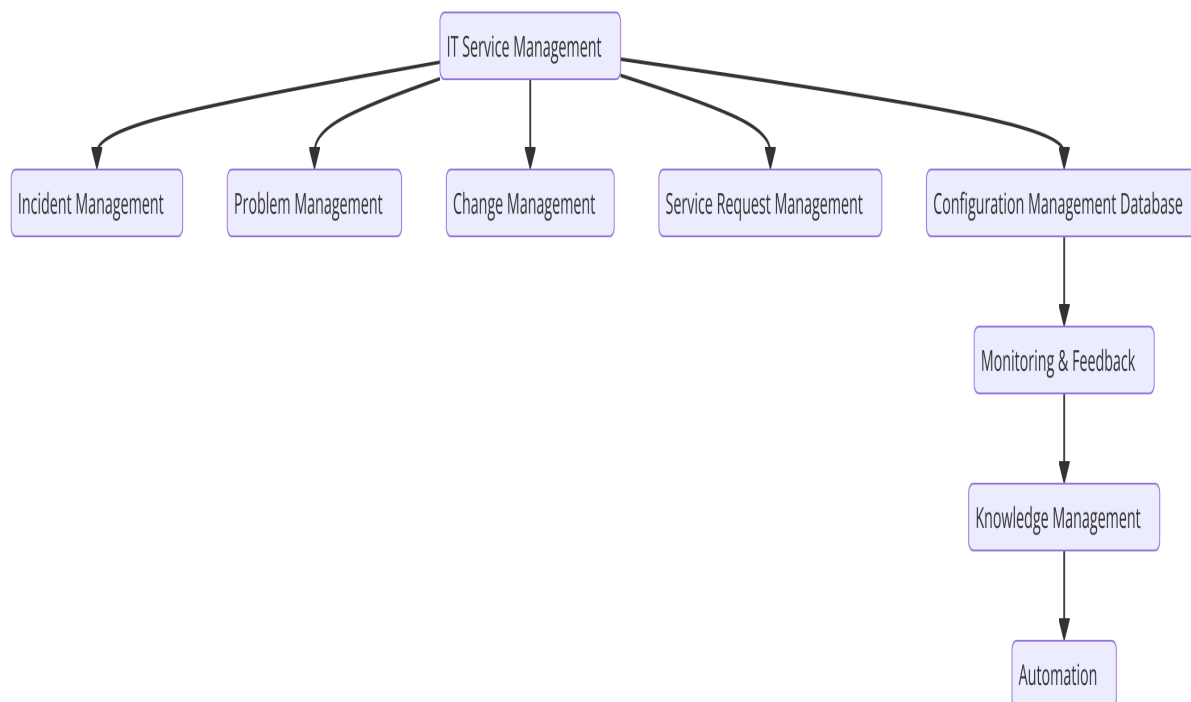 IT Service Management
Incident Management
Problem Management
Change Management
Service Request Management
Configuration Management Database
Monitoring & Feedback
Knowledge Management
Automation